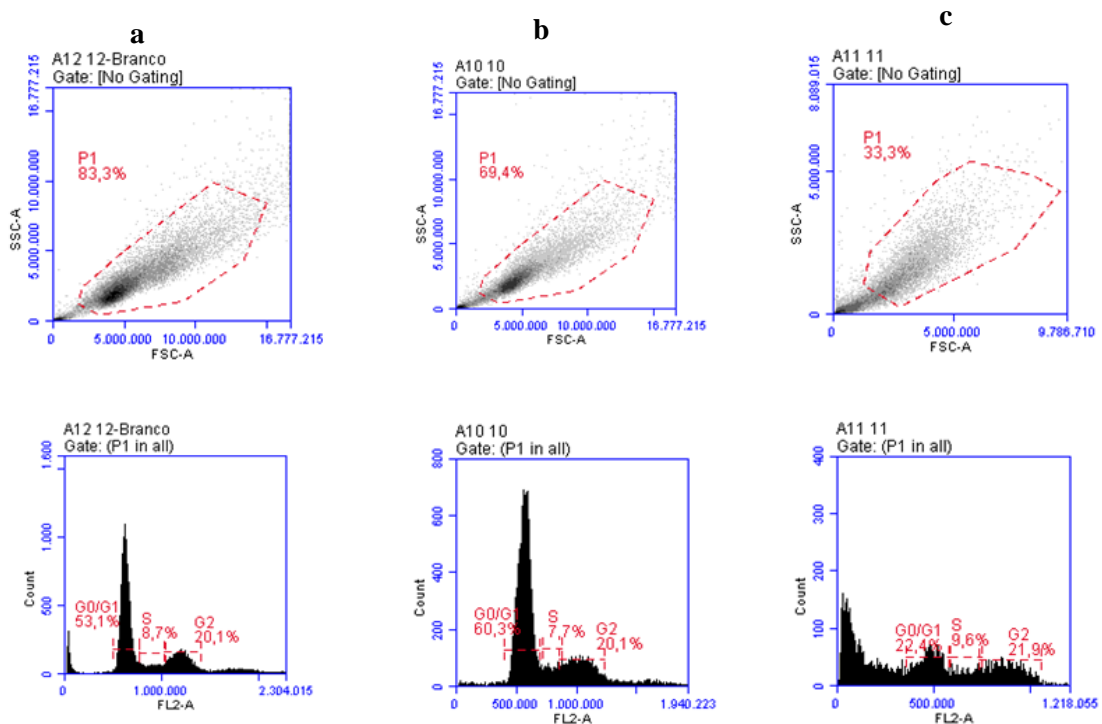 a
A12 12-Branco
Gate: [No Gating]
16.777.215
10.000.000
5.000.000
0
SSC-A
P1
83,3%
0
5.000.000
10.000.000
16.777.215
FSC-A
b
A10 10
Gate: [No Gating]
16.777.215
10.000.000
5.000.000
0
SSC-A
P1
69,4%
0
5.000.000
10.000.000
16.777.215
FSC-A
c
A11 11
Gate: [No Gating]
8.089.015
5.000.000
0
SSC-A
P1
33,3%
0
5.000.000
9.786.710
FSC-A
A12 12-Branco
Gate: (P1 in all)
1.600
1.000
500
0
Count
G0/G1
53,1%
S
8,7%
G2
20,1%
0
1.000.000
2.304.015
FL2-A
A10 10
Gate: (P1 in all)
800
600
400
200
0
Count
G0/G1
60,3%
S
7,7%
G2
20,1%
0
500.000
1.000.000
1.940.223
FL2-A
A11 11
Gate: (P1 in all)
400
300
200
100
0
Count
G0/G1
22,4%
S
9,6%
G2
21,9%
0
500.000
1.218.055
FL2-A